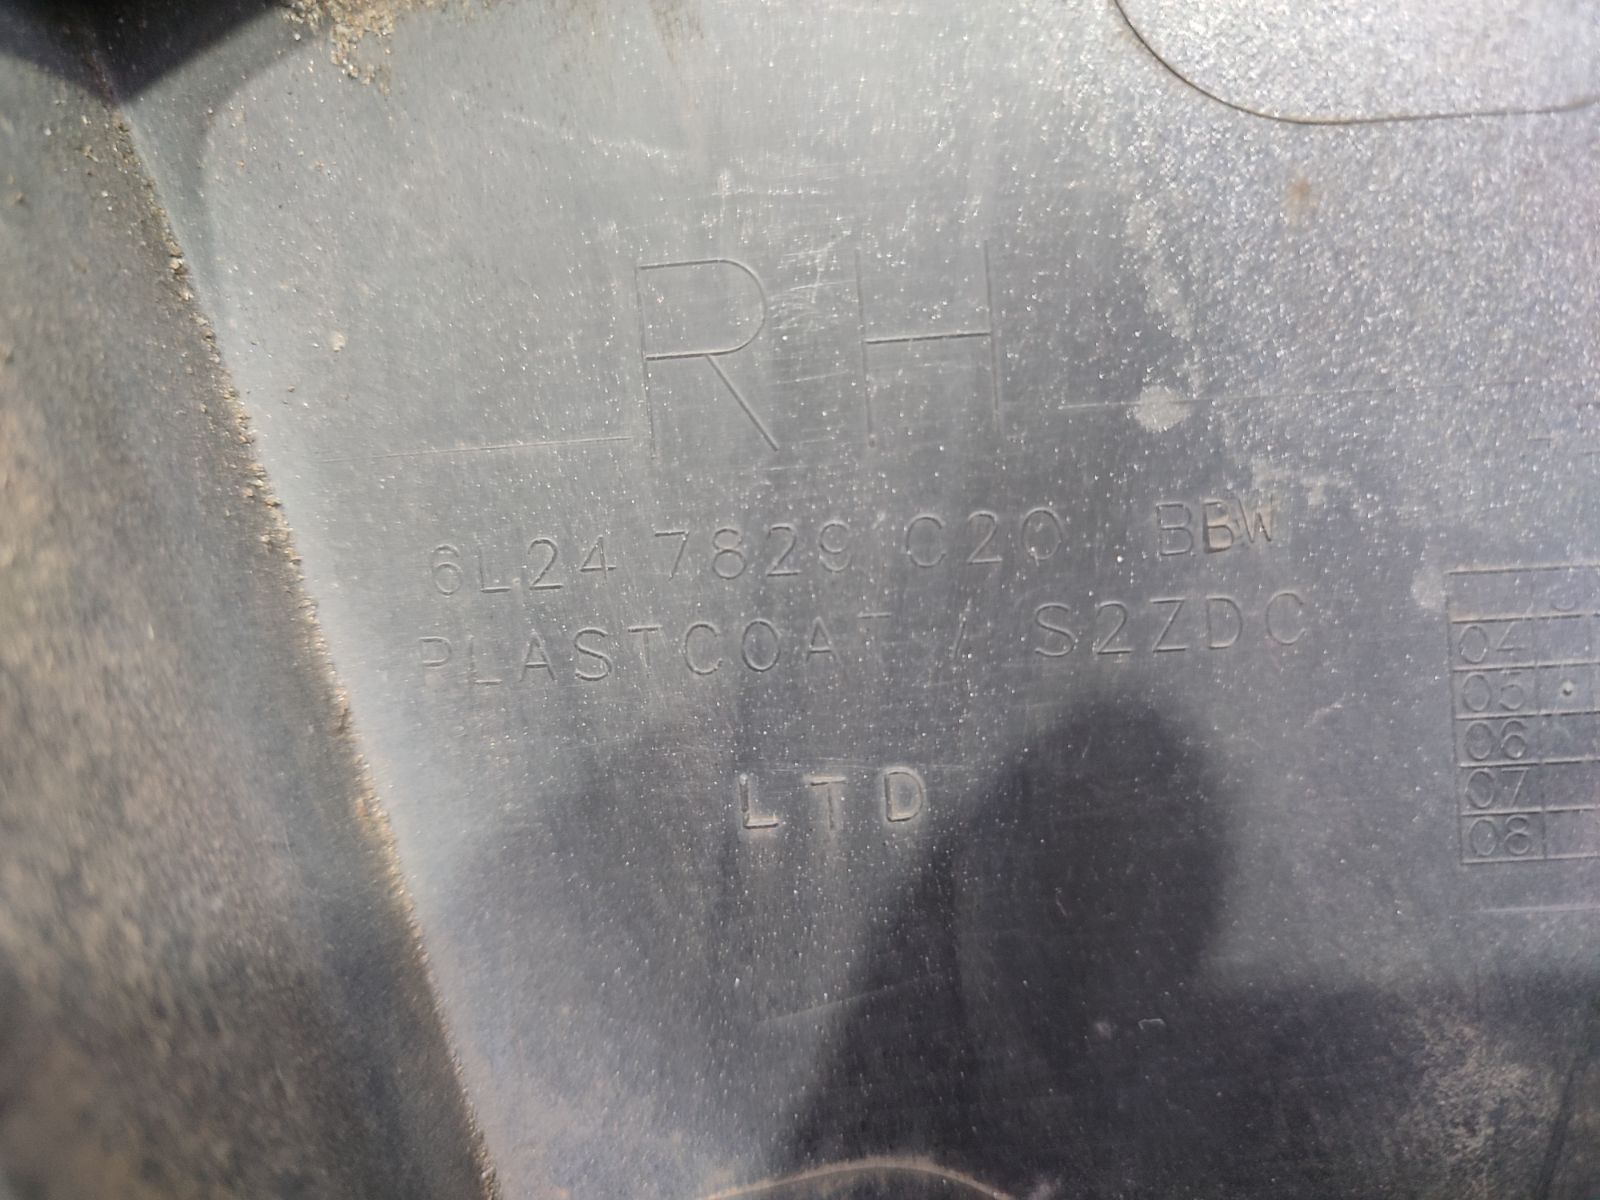 RH
6L24 7829 C20 BBW
PLASTCOAT / S2ZDC
LTD
04
05
06
07
08